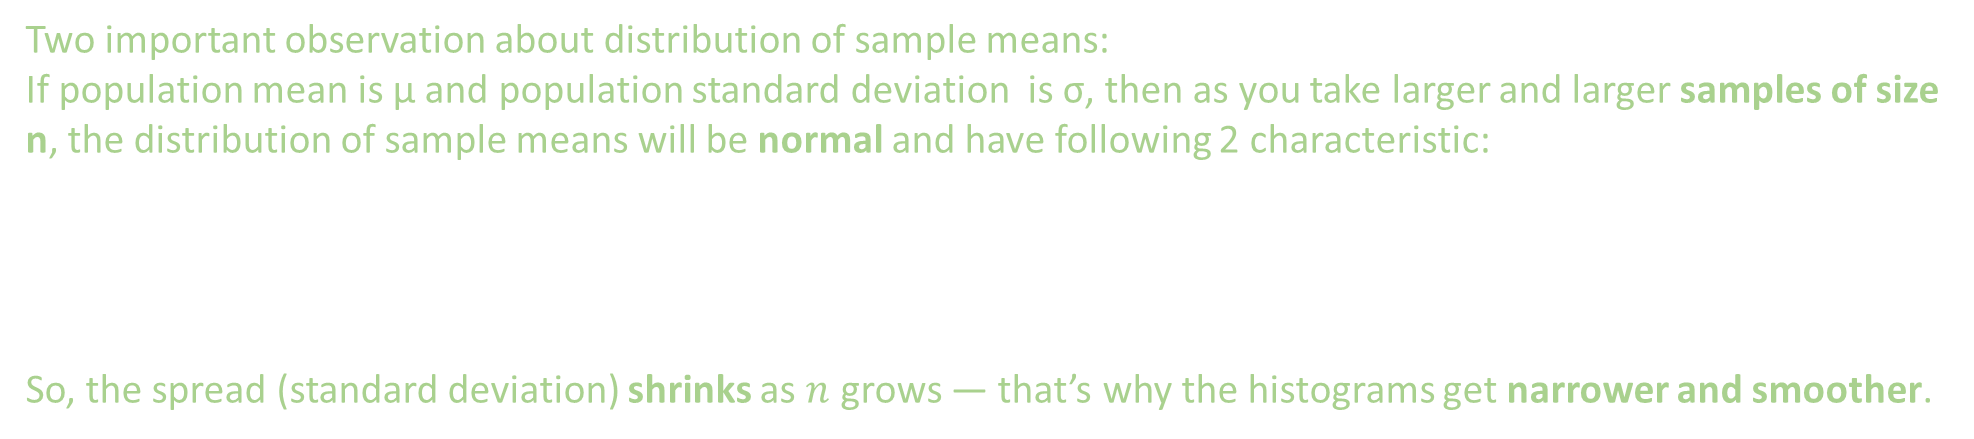 Two important observation about distribution of sample means:
If population mean is μ and population standard deviation  is σ, then as you take larger and larger samples of size
n, the distribution of sample means will be normal and have following 2 characteristic:
So, the spread (standard deviation) shrinks as 𝑛 grows — that’s why the histograms get narrower and smoother.